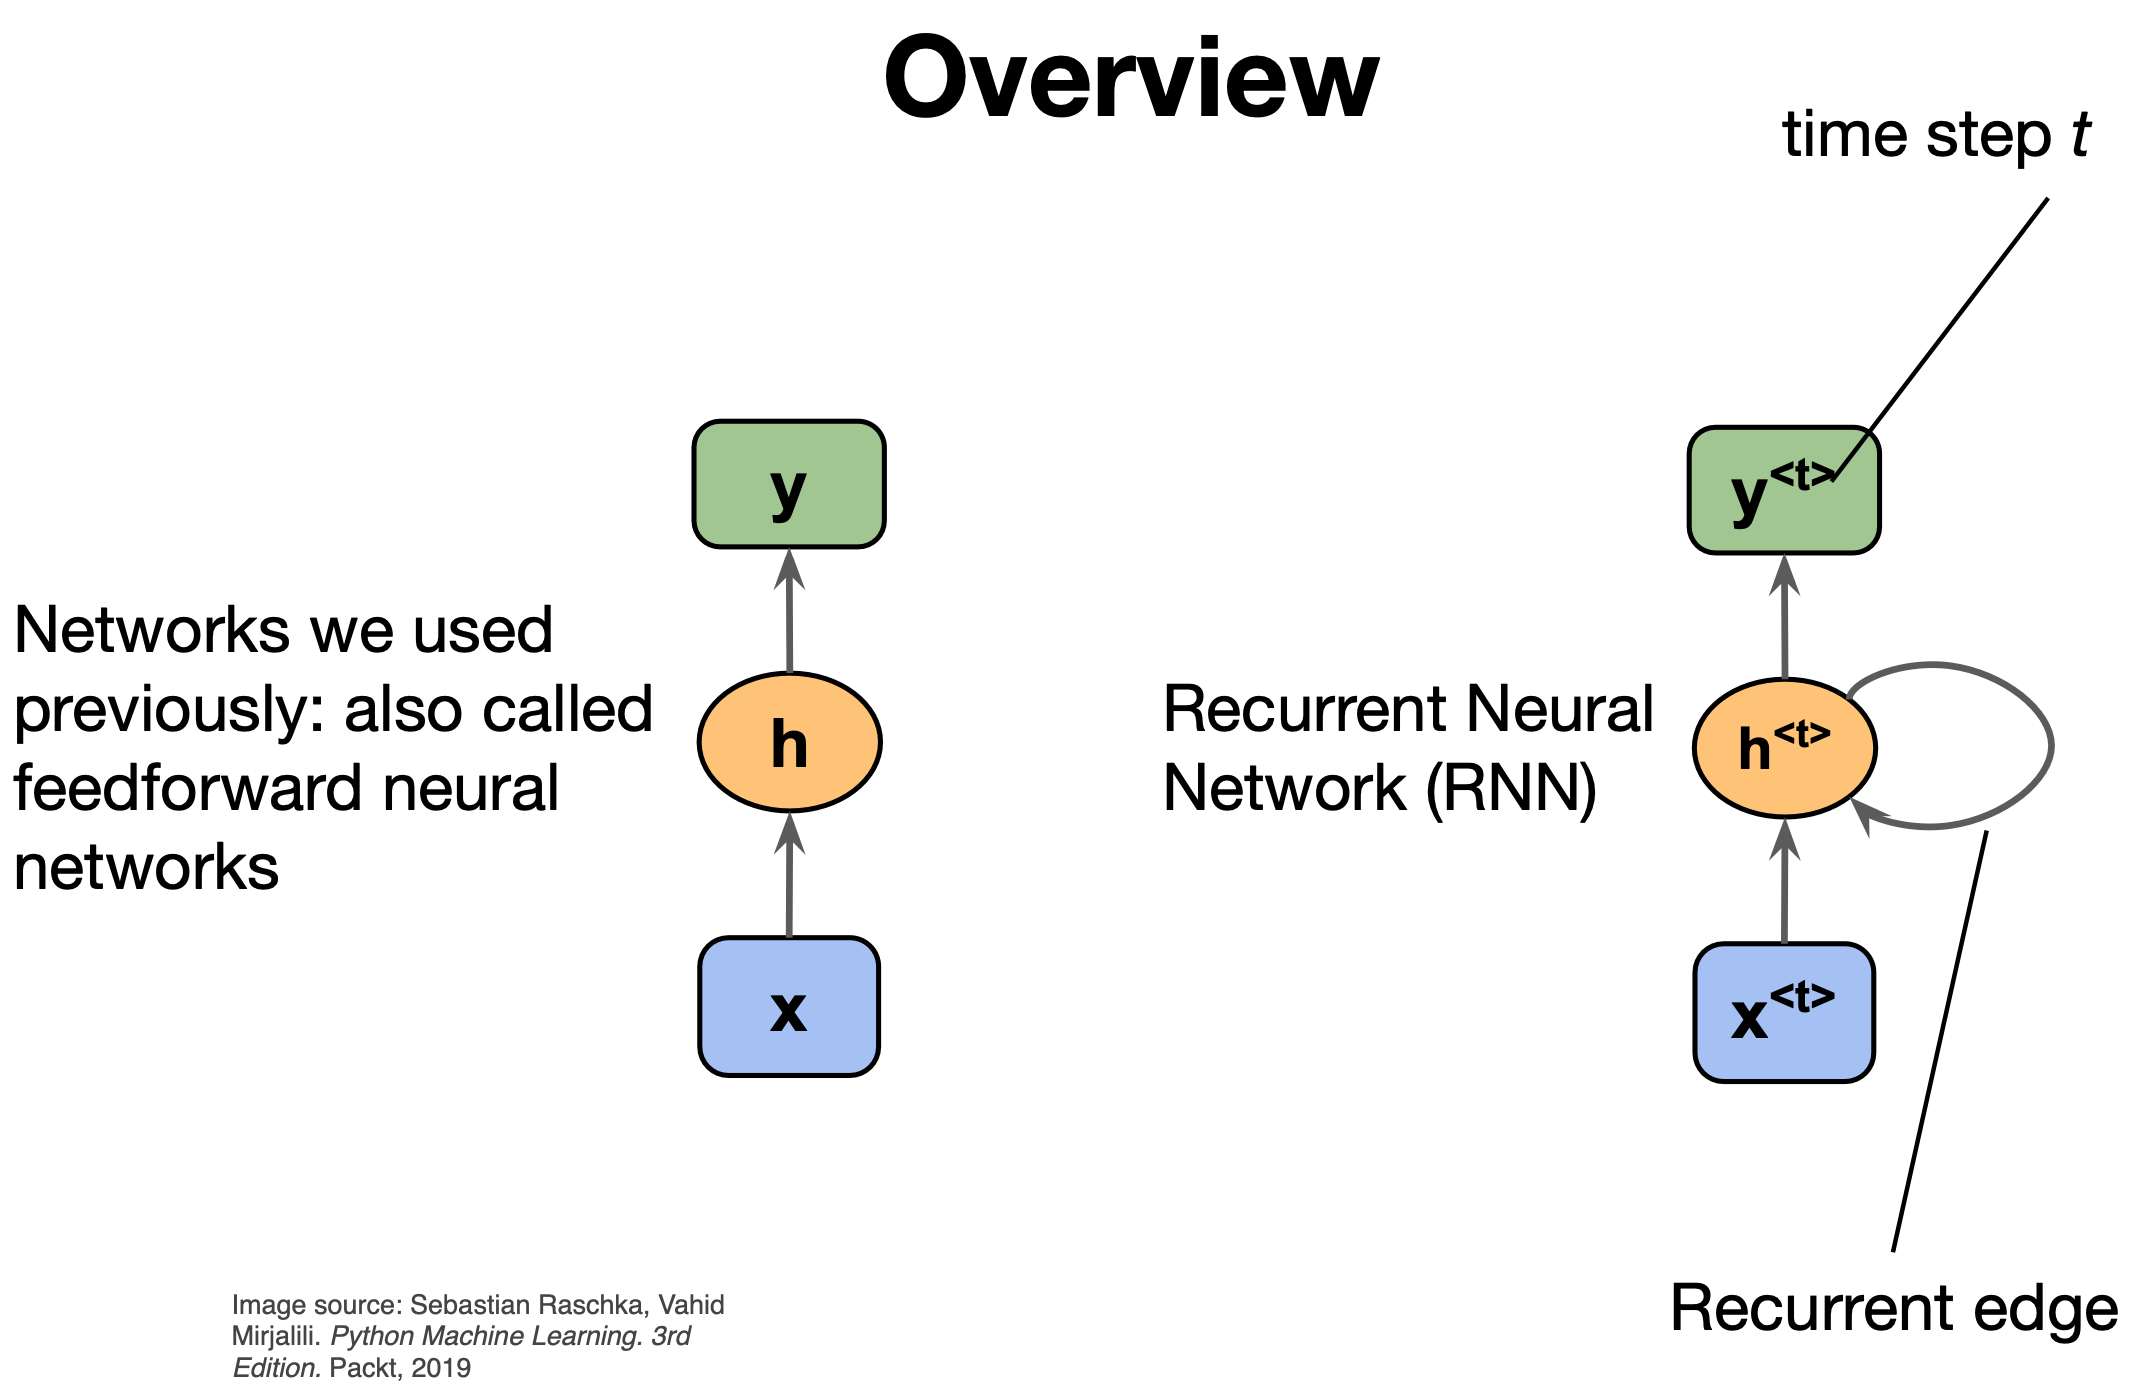 Overview
time step t
y
y<t>
Networks we used
previously: also called
feedforward neural
networks
h
Recurrent Neural
Network (RNN)
h<t>
x
x<t>
Image source: Sebastian Raschka, Vahid
Mirjalili. Python Machine Learning. 3rd
Edition. Packt, 2019
Recurrent edge